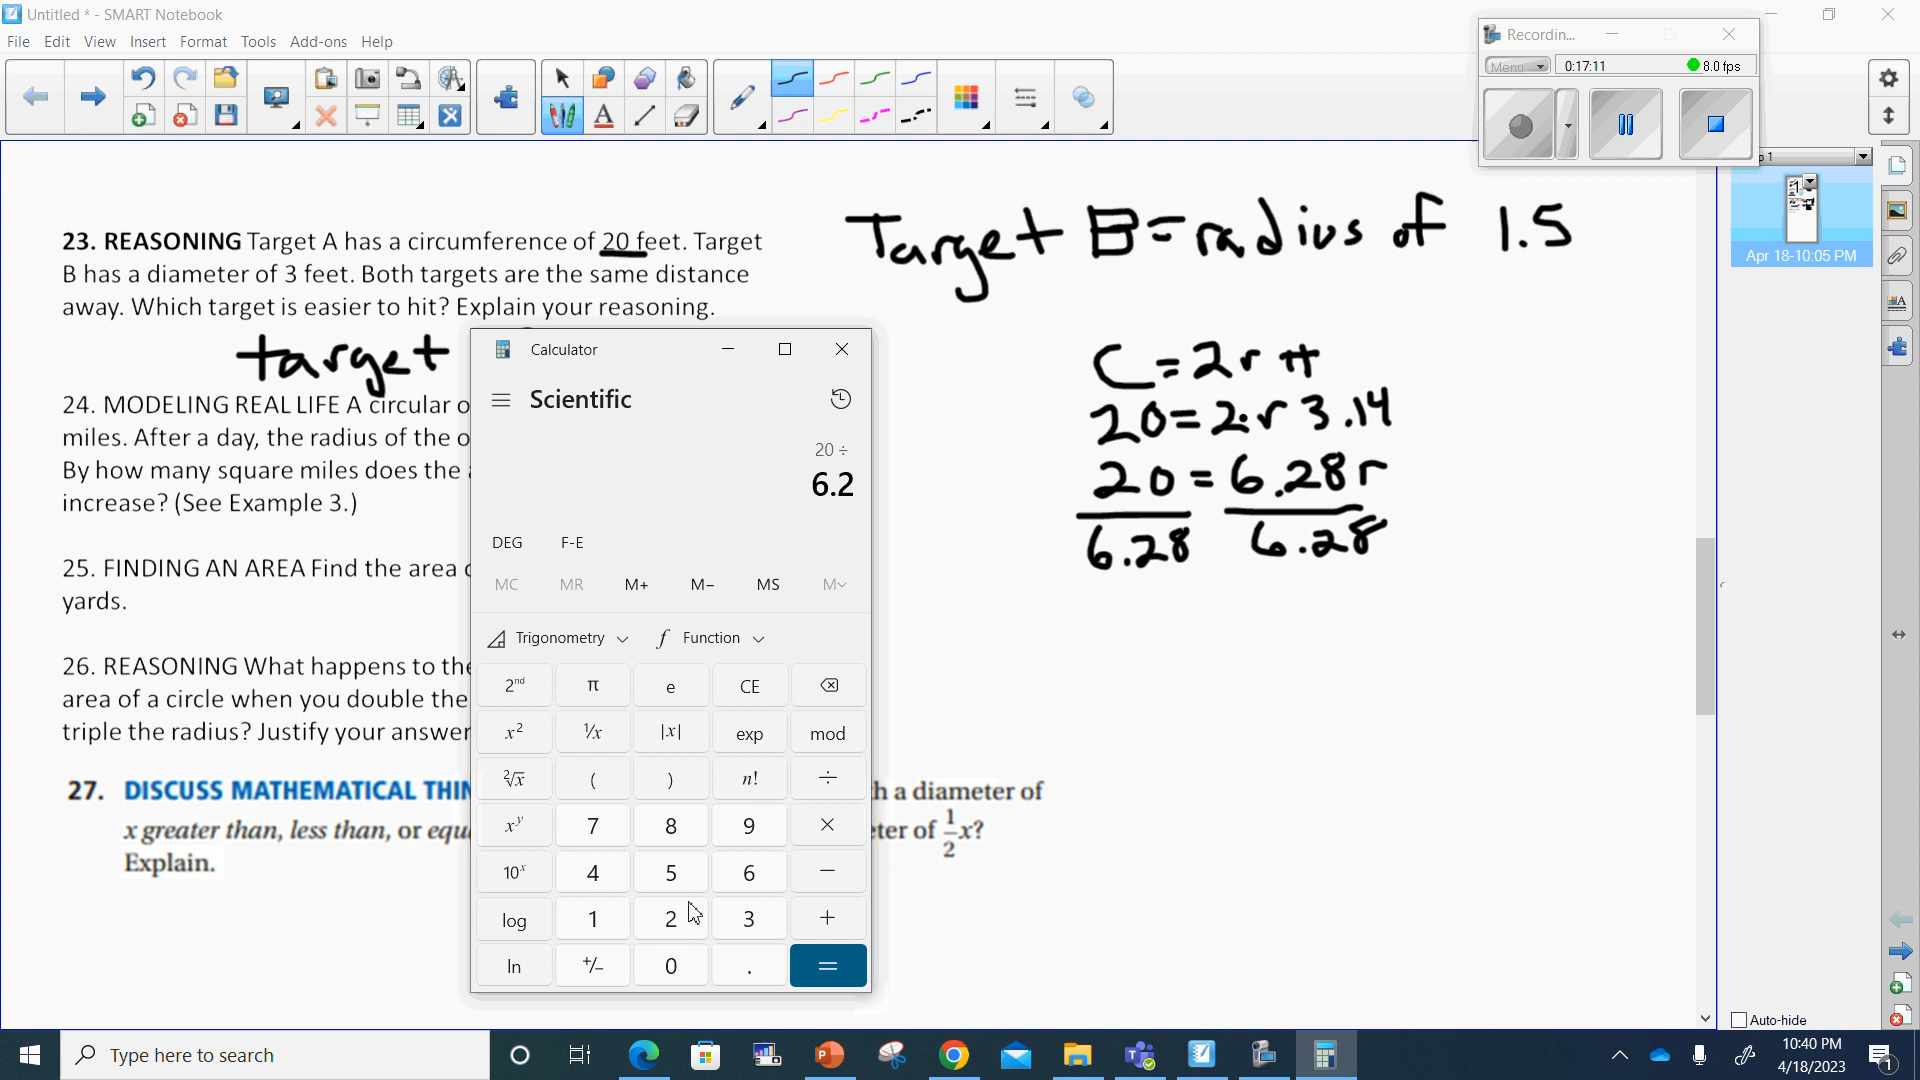 Untitled * - SMART Notebook
File Edit View Insert Format Tools Add-ons Help
Recordin...
Menu 0:17:11 8.0 fps
Apr 18-10:05 PM
23. REASONING Target A has a circumference of 20 feet. Target
B has a diameter of 3 feet. Both targets are the same distance
away. Which target is easier to hit? Explain your reasoning.
target
Target B = radius of 1.5
C = 2 r π
20 = 2 · r 3.14
20 = 6.28r
6.28 6.28
24. MODELING REAL LIFE A circular o
miles. After a day, the radius of the o
By how many square miles does the
increase? (See Example 3.)
25. FINDING AN AREA Find the area
yards.
26. REASONING What happens to the
area of a circle when you double the
triple the radius? Justify your answer
27. DISCUSS MATHEMATICAL THIN
h a diameter of
x greater than, less than, or equ
eter of 1/2 x?
Explain.
Calculator
Scientific
20 ÷
6.2
DEG F-E
MC MR M+ M− MS M
Trigonometry f Function
2nd π e CE
x² ¹/x |x| exp mod
²√x ( ) n! ÷
xʸ 7 8 9 ×
10ˣ 4 5 6 −
log 1 2 3 +
ln +/− 0 . =
Auto-hide
Type here to search
10:40 PM
4/18/2023
1